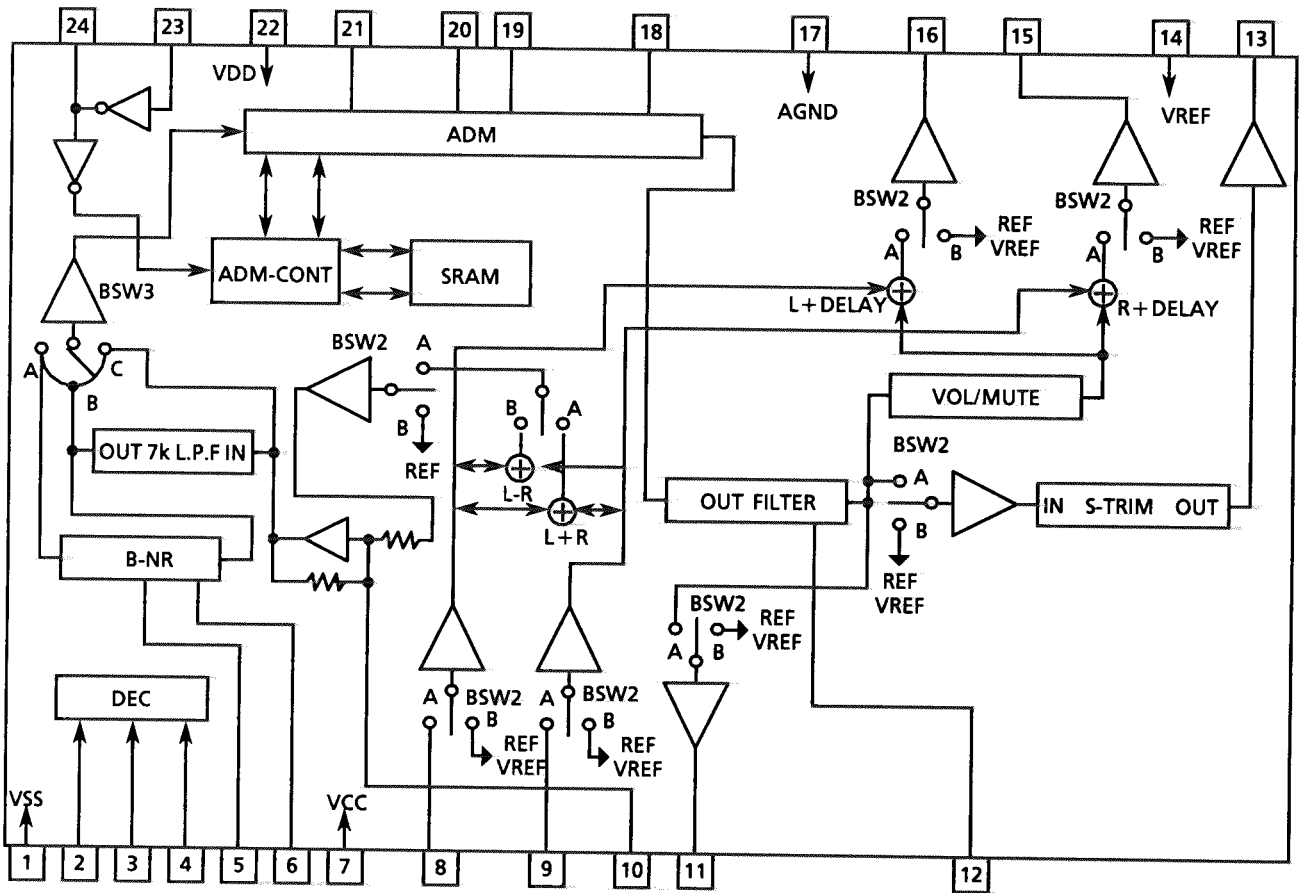 24
23
22
21
20
19
18
17
16
15
14
13
VDD
AGND
VREF
ADM
BSW2
REF
VREF
A
B
BSW2
REF
VREF
A
B
ADM-CONT
SRAM
BSW3
L+DELAY
R+DELAY
A
C
B
BSW2
A
B
REF
B
A
VOL/MUTE
OUT 7k L.P.F IN
L-R
L+R
BSW2
A
B
OUT FILTER
IN S-TRIM OUT
B-NR
REF
VREF
BSW2
REF
VREF
A
B
DEC
A
BSW2
B
REF
VREF
A
BSW2
B
REF
VREF
VSS
VCC
1
2
3
4
5
6
7
8
9
10
11
12